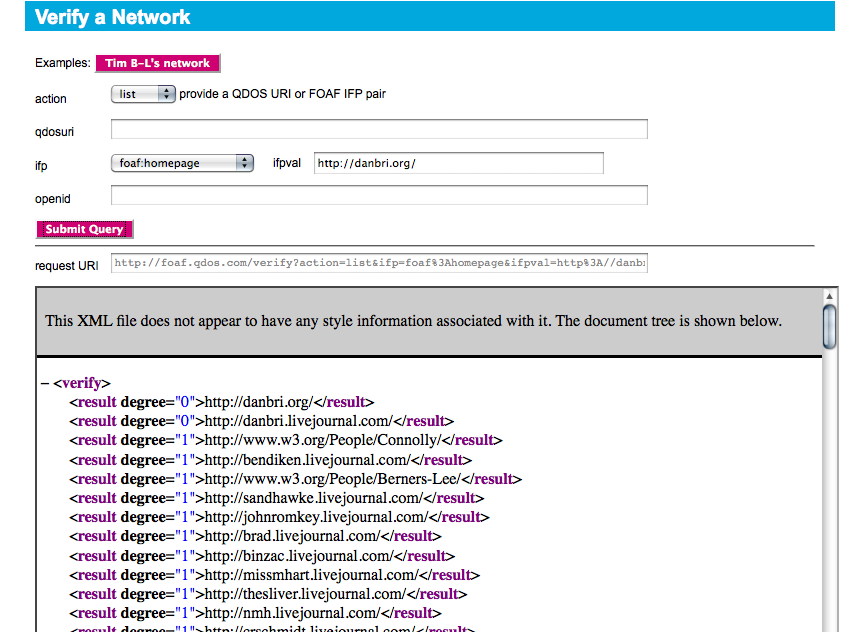 Verify a Network
Examples: Tim B-L's network
action list provide a QDOS URI or FOAF IFP pair
qdosuri
ifp foaf:homepage ifpval http://danbri.org/
openid
Submit Query
request URI http://foaf.qdos.com/verify?action=list&ifp=foaf%3Ahomepage&ifpval=http%3A//danb
This XML file does not appear to have any style information associated with it. The document tree is shown below.
– <verify>
<result degree="0">http://danbri.org/</result>
<result degree="0">http://danbri.livejournal.com/</result>
<result degree="1">http://www.w3.org/People/Connolly/</result>
<result degree="1">http://bendiken.livejournal.com/</result>
<result degree="1">http://www.w3.org/People/Berners-Lee/</result>
<result degree="1">http://sandhawke.livejournal.com/</result>
<result degree="1">http://johnromkey.livejournal.com/</result>
<result degree="1">http://brad.livejournal.com/</result>
<result degree="1">http://binzac.livejournal.com/</result>
<result degree="1">http://missmhart.livejournal.com/</result>
<result degree="1">http://thesliver.livejournal.com/</result>
<result degree="1">http://nmh.livejournal.com/</result>
<result degree="1">http://crschmidt.livejournal.com/</result>